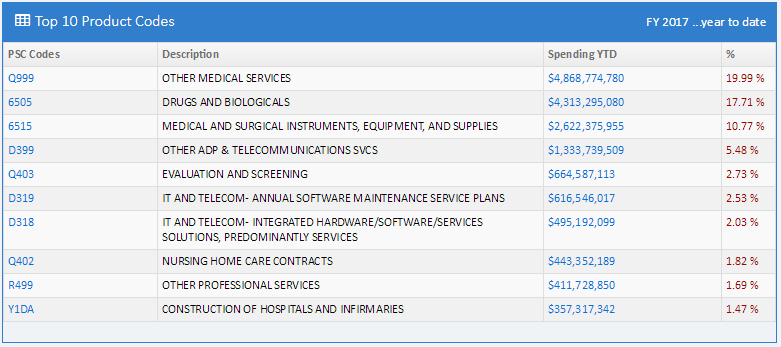 Top 10 Product Codes FY 2017 ...year to date
PSC Codes Description Spending YTD %
Q999 OTHER MEDICAL SERVICES $4,868,774,780 19.99 %
6505 DRUGS AND BIOLOGICALS $4,313,295,080 17.71 %
6515 MEDICAL AND SURGICAL INSTRUMENTS, EQUIPMENT, AND SUPPLIES $2,622,375,955 10.77 %
D399 OTHER ADP & TELECOMMUNICATIONS SVCS $1,333,739,509 5.48 %
Q403 EVALUATION AND SCREENING $664,587,113 2.73 %
D319 IT AND TELECOM- ANNUAL SOFTWARE MAINTENANCE SERVICE PLANS $616,546,017 2.53 %
D318 IT AND TELECOM- INTEGRATED HARDWARE/SOFTWARE/SERVICES $495,192,099 2.03 %
SOLUTIONS, PREDOMINANTLY SERVICES
Q402 NURSING HOME CARE CONTRACTS $443,352,189 1.82 %
R499 OTHER PROFESSIONAL SERVICES $411,728,850 1.69 %
Y1DA CONSTRUCTION OF HOSPITALS AND INFIRMARIES $357,317,342 1.47 %